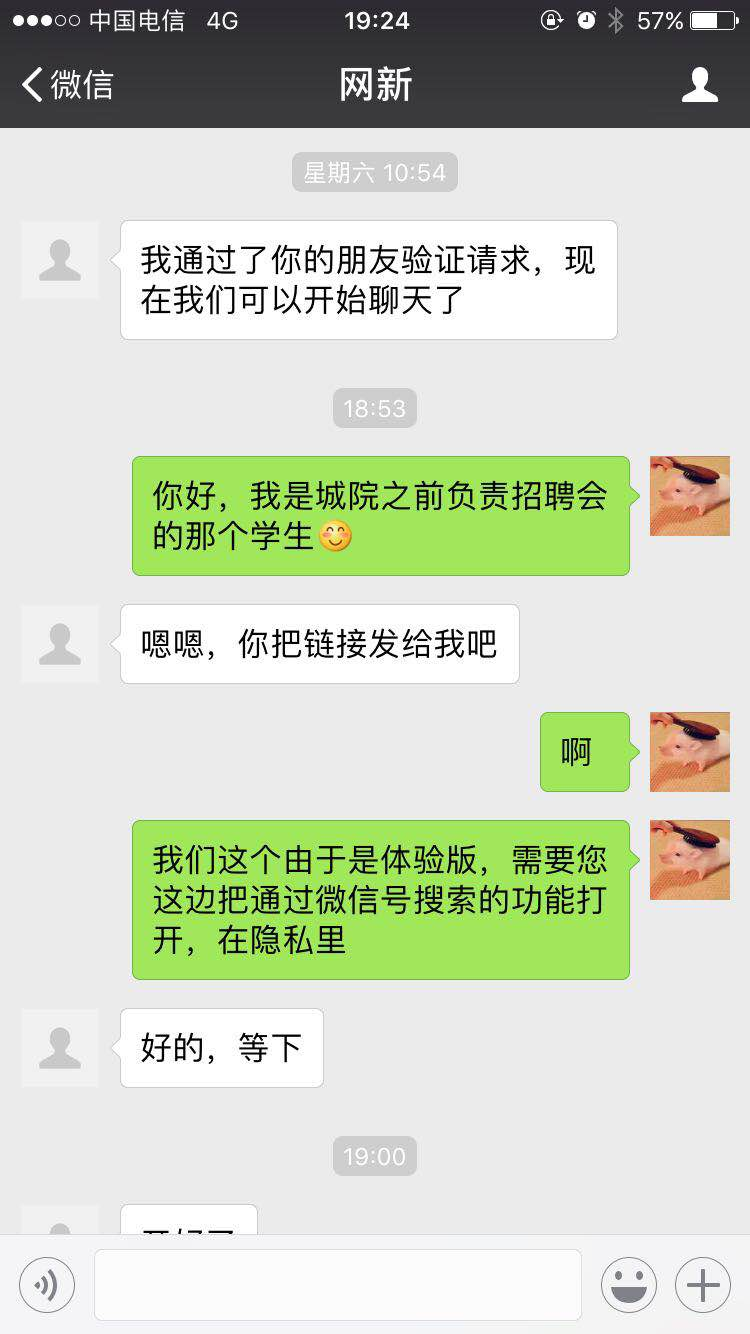 中国电信 4G 19:24 57%
微信 网新
星期六 10:54
我通过了你的朋友验证请求，现
在我们可以开始聊天了
18:53
你好，我是城院之前负责招聘会
的那个学生😊
嗯嗯，你把链接发给我吧
啊
我们这个由于是体验版，需要您
这边把通过微信号搜索的功能打
开，在隐私里
好的，等下
19:00